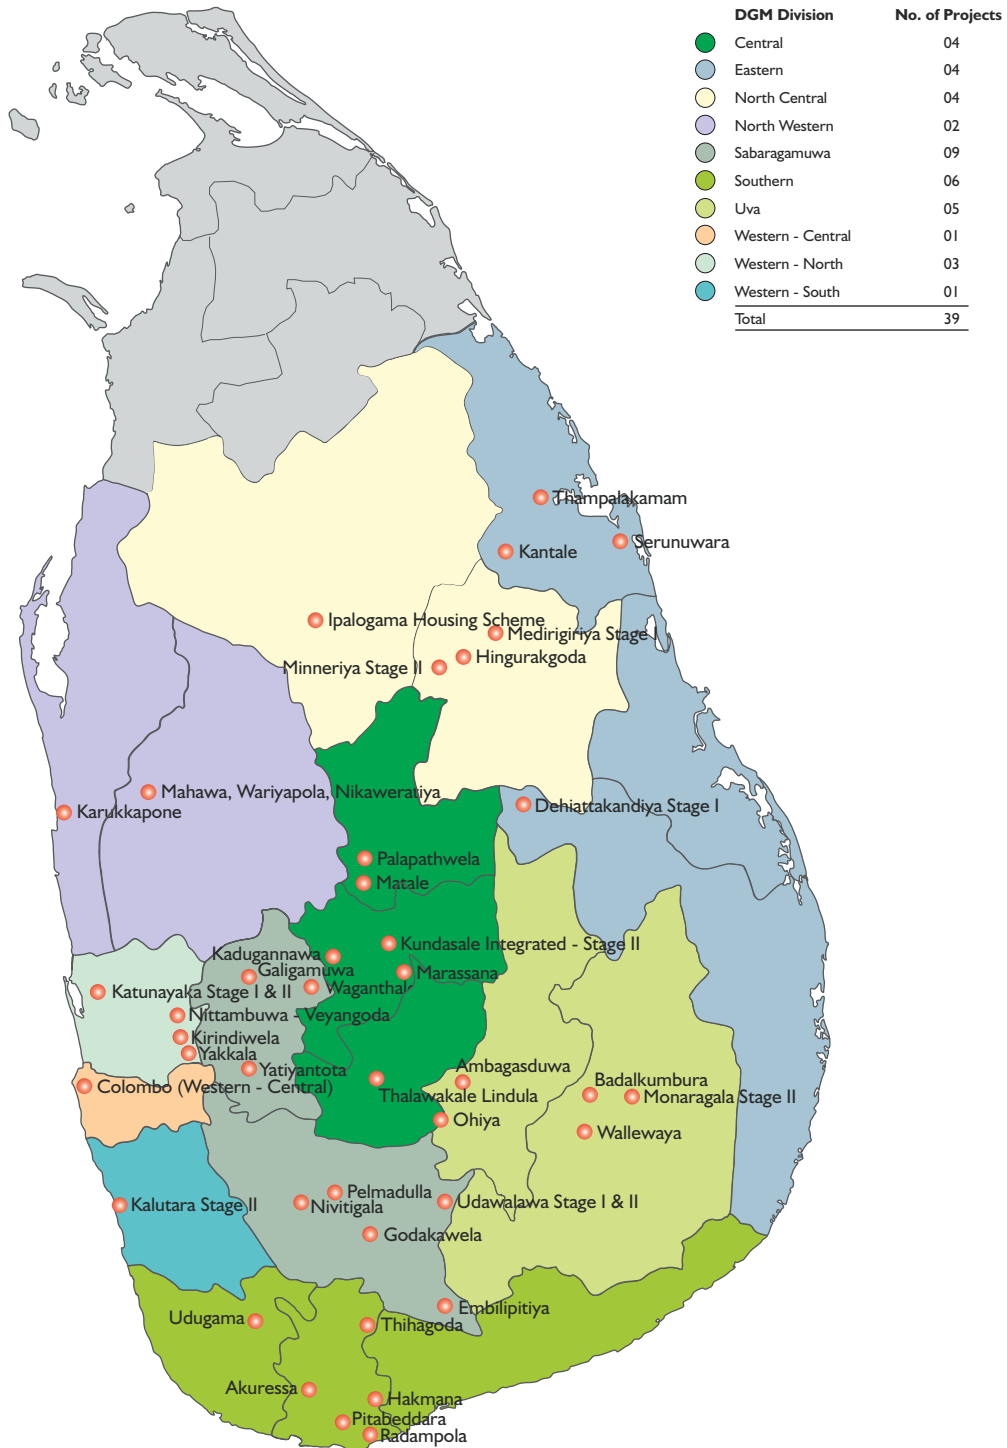 DGM Division No. of Projects
Central 04
Eastern 04
North Central 04
North Western 02
Sabaragamuwa 09
Southern 06
Uva 05
Western - Central 01
Western - North 03
Western - South 01
Total 39
Thampalakamam
Serunuwara
Kantale
Ipalogama Housing Scheme
Medirigiriya Stage I
Hingurakgoda
Minneriya Stage II
Mahawa, Wariyapola, Nikaweratiya
Karukkapone
Dehiattakandiya Stage I
Palapathwela
Matale
Kundasale Integrated - Stage II
Kadugannawa
Galigamuwa
Marassana
Waganthale
Katunayaka Stage I & II
Nittambuwa - Veyangoda
Kirindiwela
Yakkala
Yatiyantota
Ambagasduwa
Colombo (Western - Central)
Badalkumbura
Thalawakale Lindula
Monaragala Stage II
Ohiya
Wallewaya
Pelmadulla
Nivitigala
Udawalawa Stage I & II
Kalutara Stage II
Godakawela
Embilipitiya
Udugama
Thihagoda
Akuressa
Hakmana
Pitabeddara
Radampola